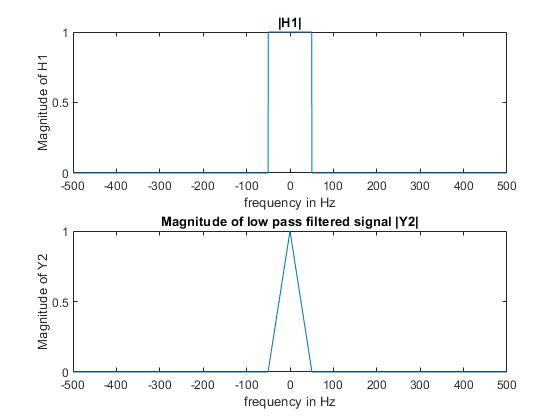 |H1|
Magnitude of H1
1
0.5
0
-500 -400 -300 -200 -100 0 100 200 300 400 500
frequency in Hz
Magnitude of low pass filtered signal |Y2|
Magnitude of Y2
1
0.5
0
-500 -400 -300 -200 -100 0 100 200 300 400 500
frequency in Hz